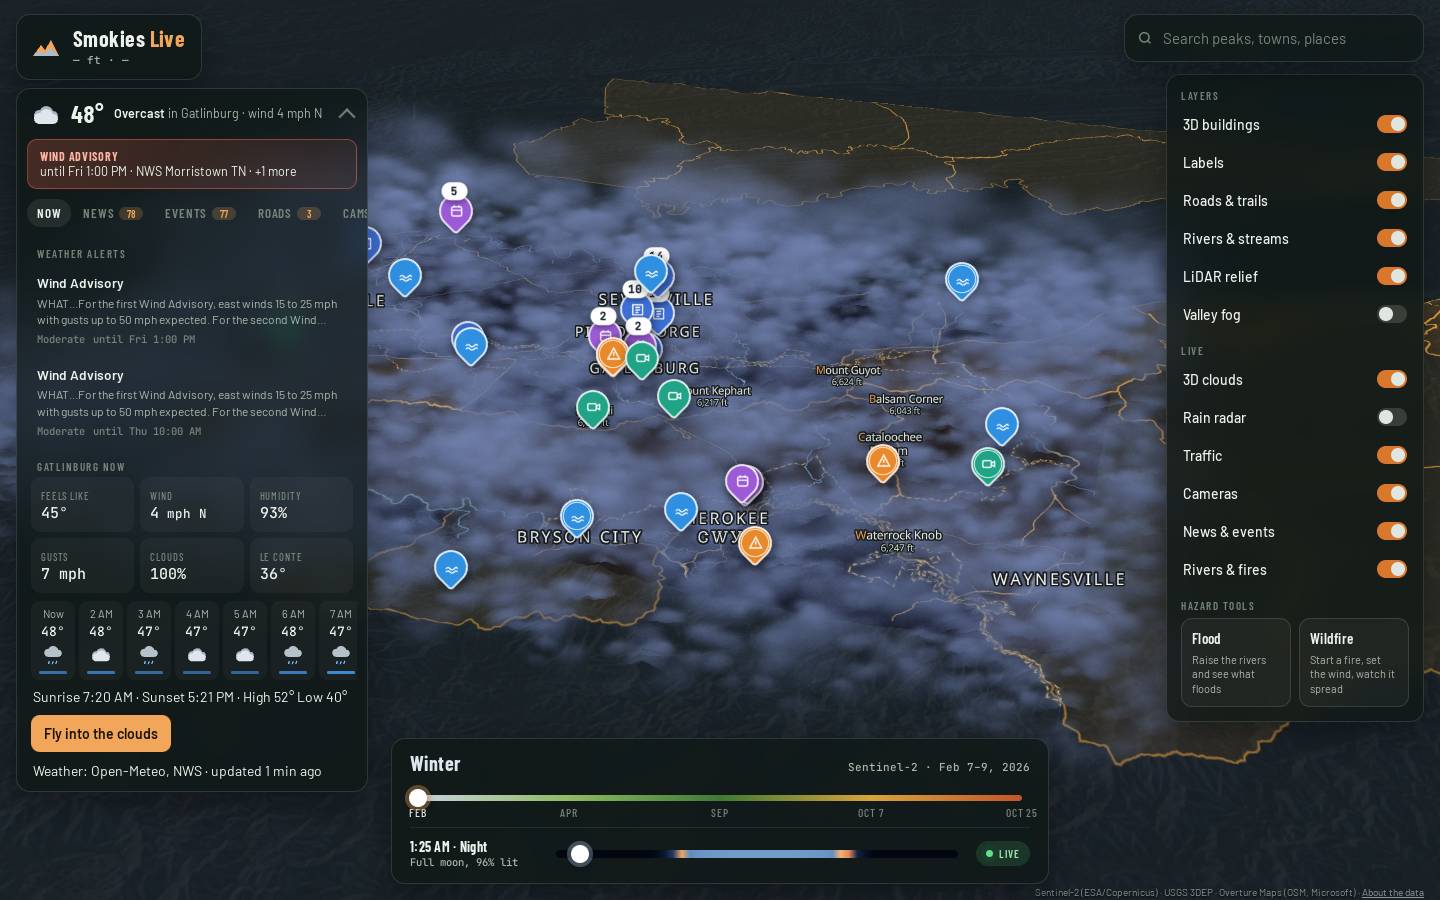 Smokies Live
— ft · —
Search peaks, towns, places
48° Overcast in Gatlinburg · wind 4 mph N
WIND ADVISORY
until Fri 1:00 PM · NWS Morristown TN · +1 more
NOW NEWS 78 EVENTS 77 ROADS 3 CAMS
WEATHER ALERTS
Wind Advisory
WHAT...For the first Wind Advisory, east winds 15 to 25 mph
with gusts up to 50 mph expected. For the second Wind...
Moderate until Fri 1:00 PM
Wind Advisory
WHAT...For the first Wind Advisory, east winds 15 to 25 mph
with gusts up to 50 mph expected. For the second Wind...
Moderate until Thu 10:00 AM
GATLINBURG NOW
FEELS LIKE
45°
WIND
4 mph N
HUMIDITY
93%
GUSTS
7 mph
CLOUDS
100%
LE CONTE
36°
Now 2 AM 3 AM 4 AM 5 AM 6 AM 7 AM
48° 48° 47° 47° 47° 48° 47°
Sunrise 7:20 AM · Sunset 5:21 PM · High 52° Low 40°
Fly into the clouds
Weather: Open-Meteo, NWS · updated 1 min ago
5
10
2
2
Mount Guyot
6,624 ft
ount Kephart
6,217 ft
Balsam Corner
6,043 ft
Cataloochee
BRYSON CITY
EROKEE
Waterrock Knob
6,247 ft
WAYNESVILLE
LAYERS
3D buildings
Labels
Roads & trails
Rivers & streams
LiDAR relief
Valley fog
LIVE
3D clouds
Rain radar
Traffic
Cameras
News & events
Rivers & fires
HAZARD TOOLS
Flood
Raise the rivers
and see what
floods
Wildfire
Start a fire, set
the wind, watch it
spread
Winter
Sentinel-2 · Feb 7–9, 2026
FEB APR SEP OCT 7 OCT 25
1:25 AM · Night
Full moon, 96% lit
LIVE
Sentinel-2 (ESA/Copernicus) · USGS 3DEP · Overture Maps (OSM, Microsoft) · About the data